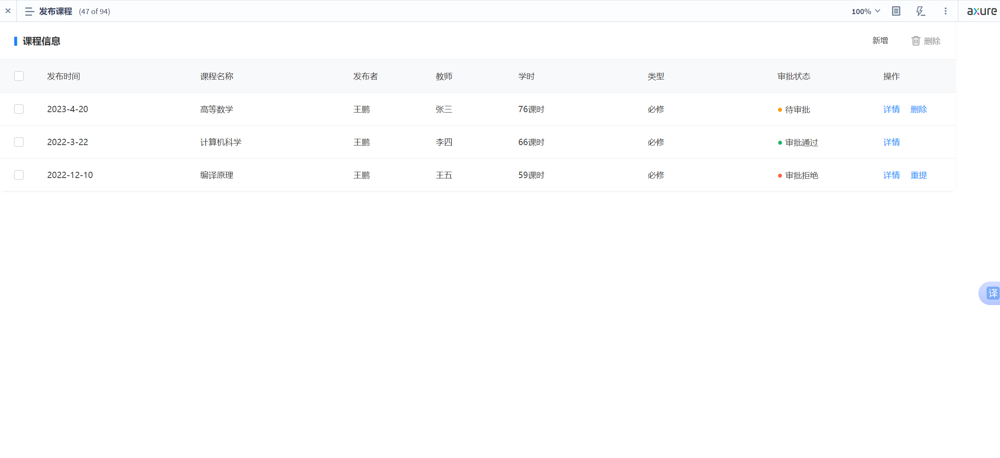 发布课程 (47 of 94) 100% axure
课程信息 新增 删除
发布时间 课程名称 发布者 教师 学时 类型 审批状态 操作
2023-4-20 高等数学 王鹏 张三 76课时 必修 待审批 详情 删除
2022-3-22 计算机科学 王鹏 李四 66课时 必修 审批通过 详情
2022-12-10 编译原理 王鹏 王五 59课时 必修 审批拒绝 详情 重提
译